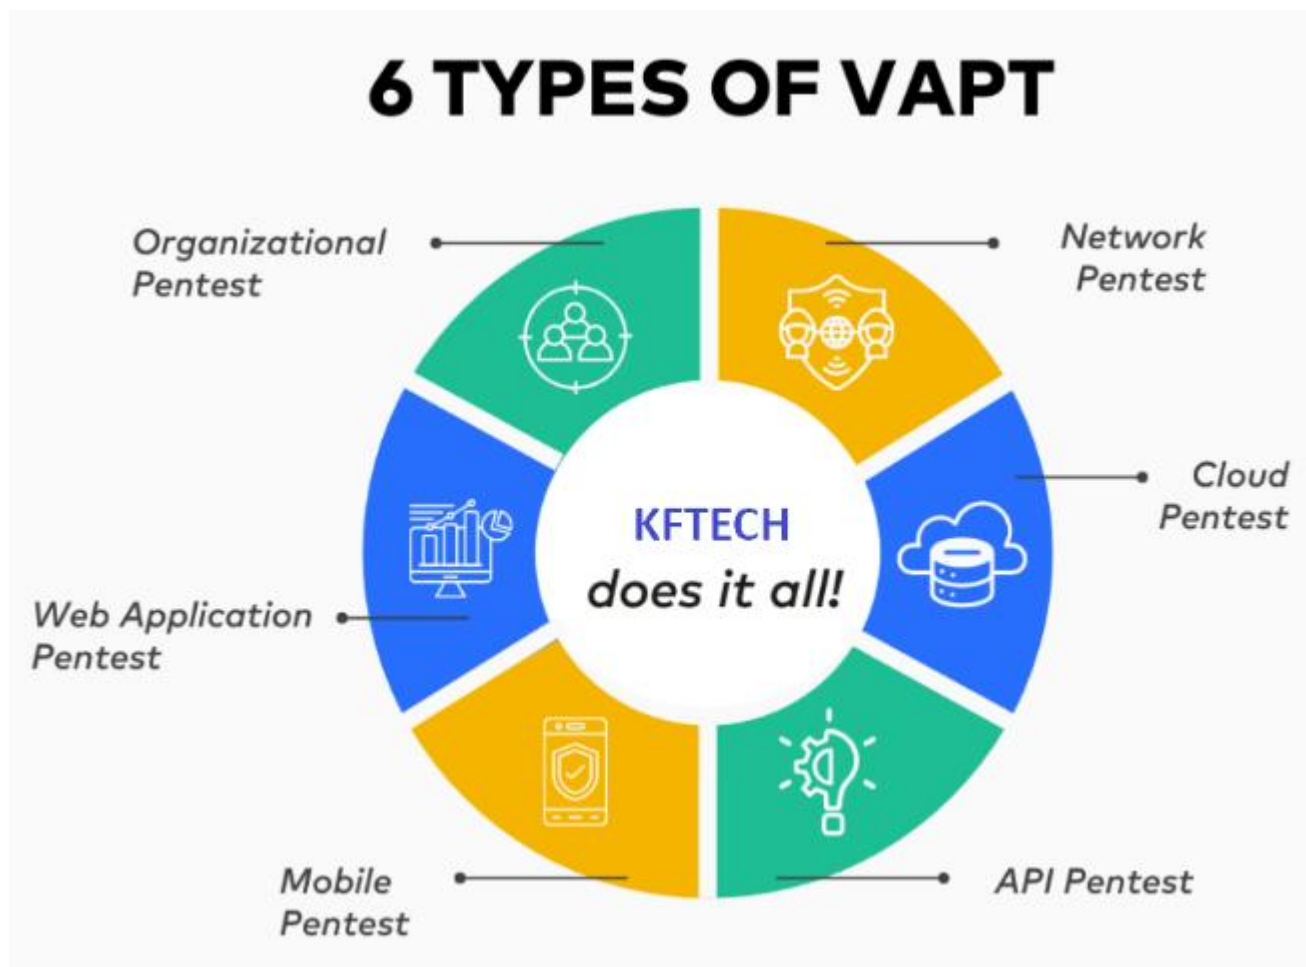 6 TYPES OF VAPT
Organizational
Pentest
Network
Pentest
Cloud
Pentest
KFTECH
does it all!
Web Application
Pentest
Mobile
Pentest
API Pentest